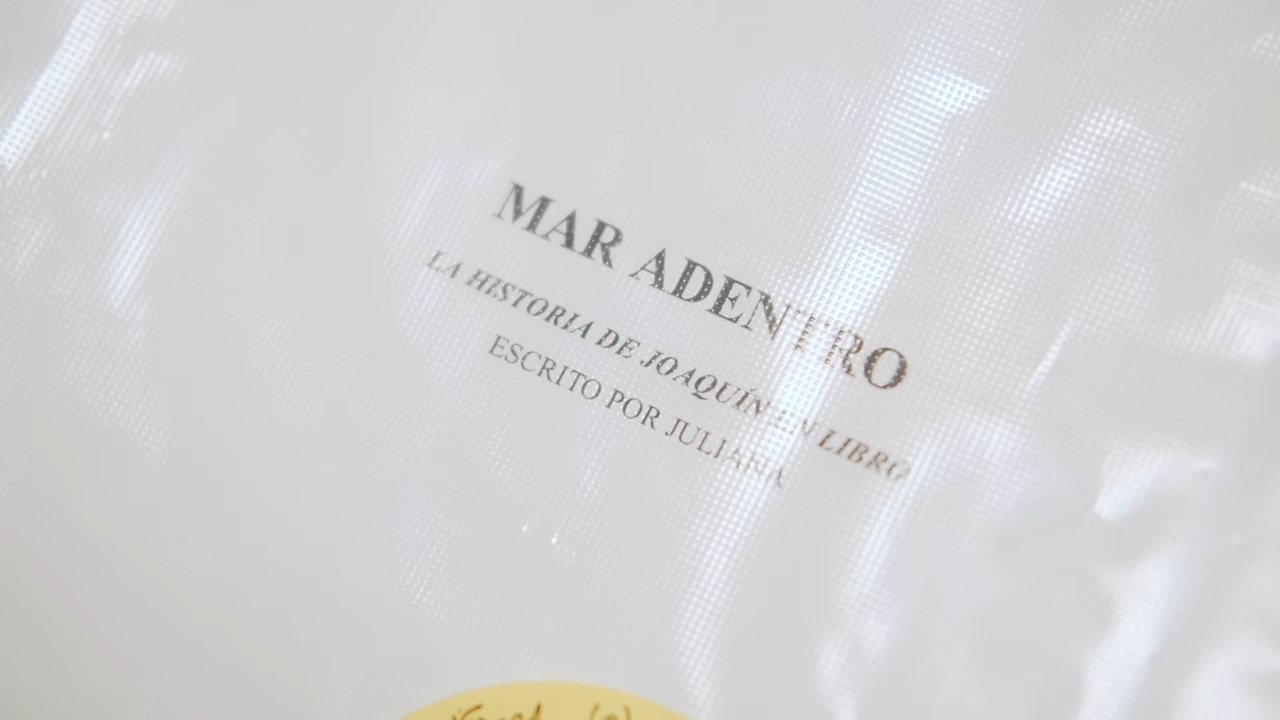 MAR ADENTRO
LA HISTORIA DE JOAQUÍN EN LIBRO
ESCRITO POR JULIANA